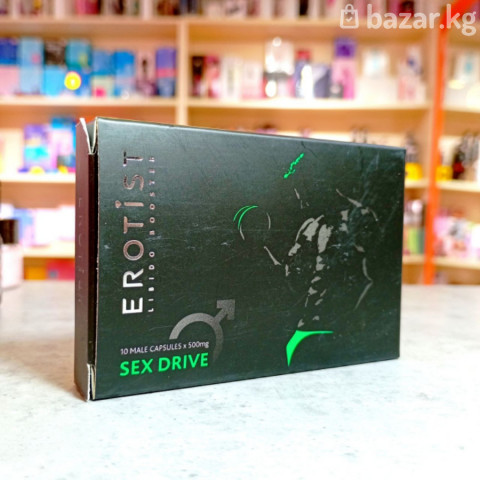 bazar.kg
EROTIST
LIBIDO BOOSTER
10 MALE CAPSULES x 500mg
SEX DRIVE